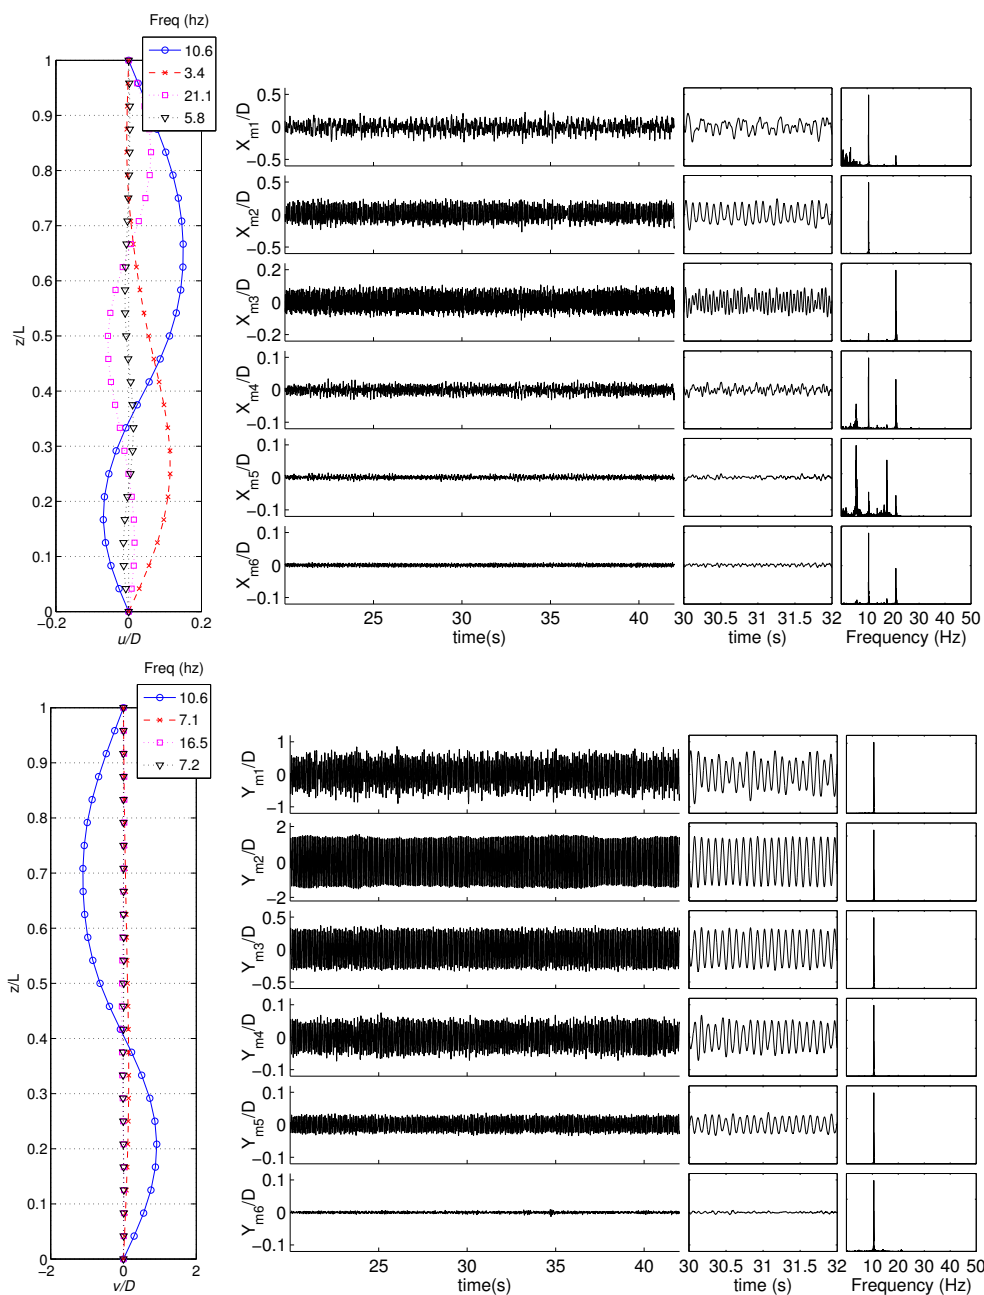 Freq (hz)
10.6
3.4
21.1
5.8
1
0.9
0.8
0.7
0.6
0.5
0.4
0.3
0.2
0.1
0
z/L
−0.2 0 0.2
u/D
0.5
0
−0.5
X_m1/D
0.5
0
−0.5
X_m2/D
0.2
0
−0.2
X_m3/D
0.1
0
−0.1
X_m4/D
0.1
0
−0.1
X_m5/D
0.1
0
−0.1
X_m6/D
25 30 35 40
time(s)
30 30.5 31 31.5 32
time (s)
0 10 20 30 40 50
Frequency (Hz)
Freq (hz)
10.6
7.1
16.5
7.2
1
0.9
0.8
0.7
0.6
0.5
0.4
0.3
0.2
0.1
0
z/L
−2 0 2
v/D
1
0
−1
Y_m1/D
2
0
−2
Y_m2/D
0.5
0
−0.5
Y_m3/D
0.1
0
−0.1
Y_m4/D
0.1
0
−0.1
Y_m5/D
0.1
0
−0.1
Y_m6/D
25 30 35 40
time(s)
30 30.5 31 31.5 32
time (s)
0 10 20 30 40 50
Frequency (Hz)